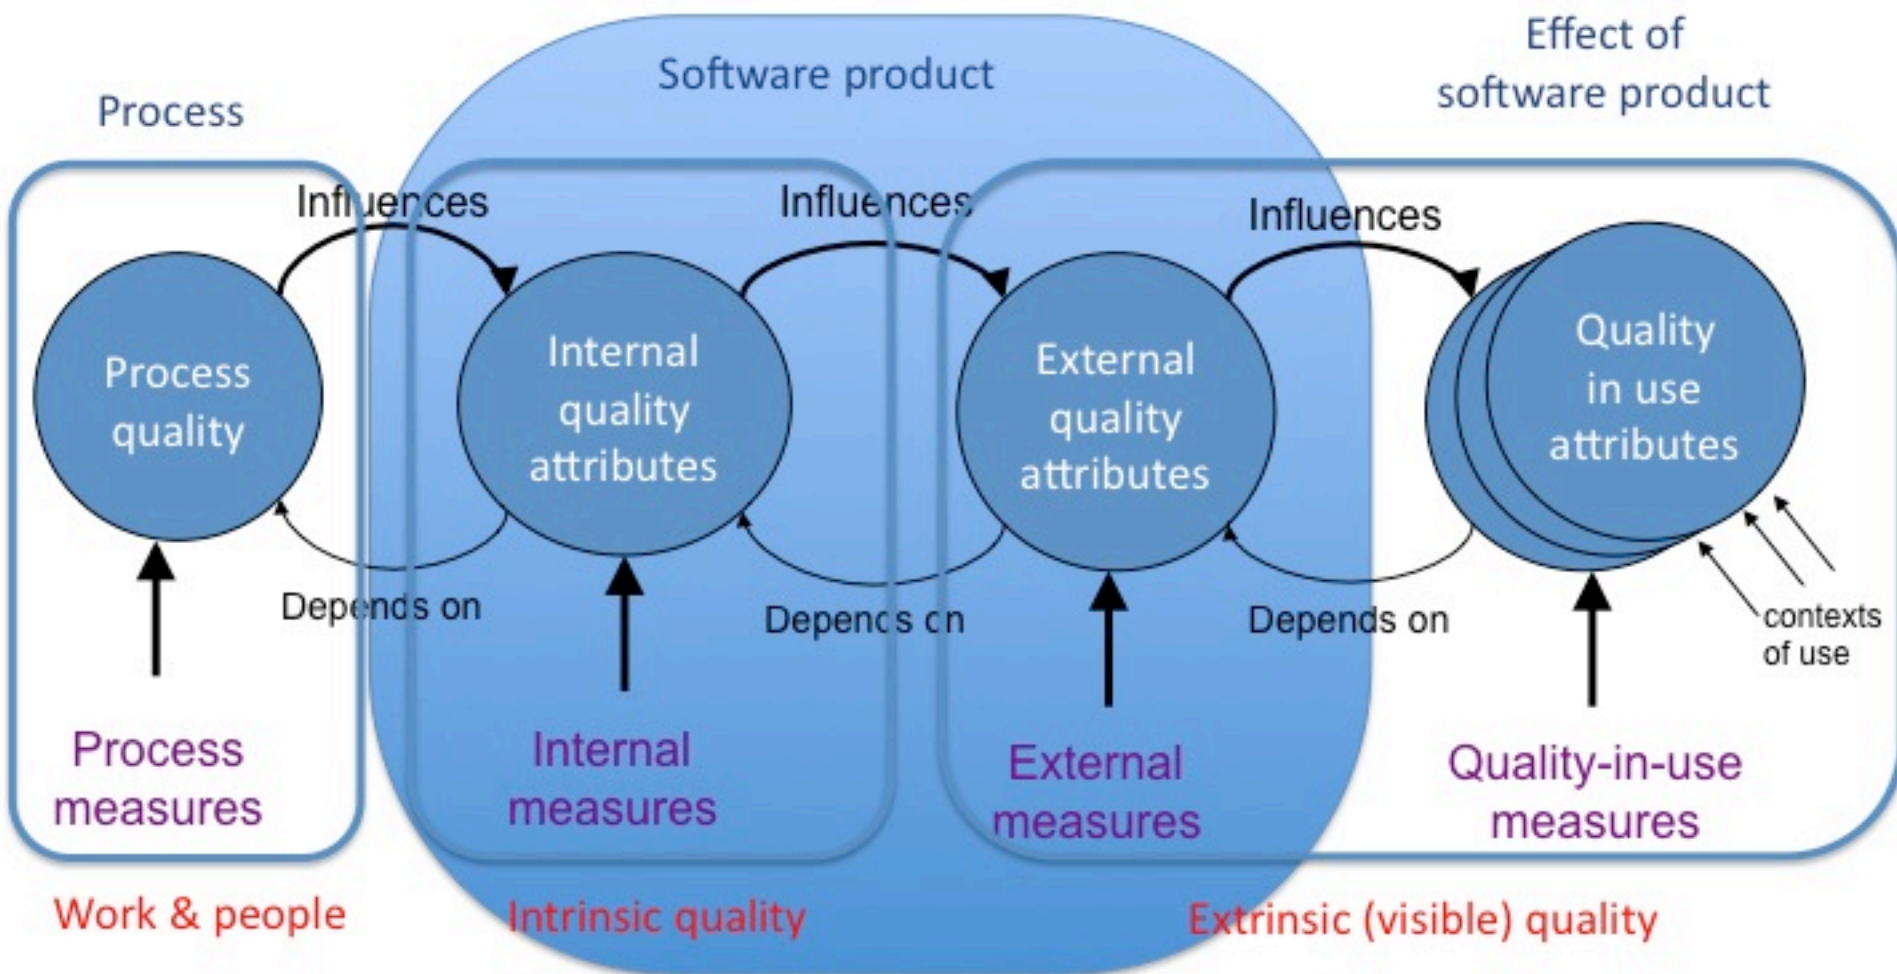 Effect of
software product
Software product
Process
Influences
Influences
Influences
Process
quality
Internal
quality
attributes
External
quality
attributes
Quality
in use
attributes
Depends on
Depends on
Depends on
contexts
of use
Process
measures
Internal
measures
External
measures
Quality-in-use
measures
Work & people
Intrinsic quality
Extrinsic (visible) quality